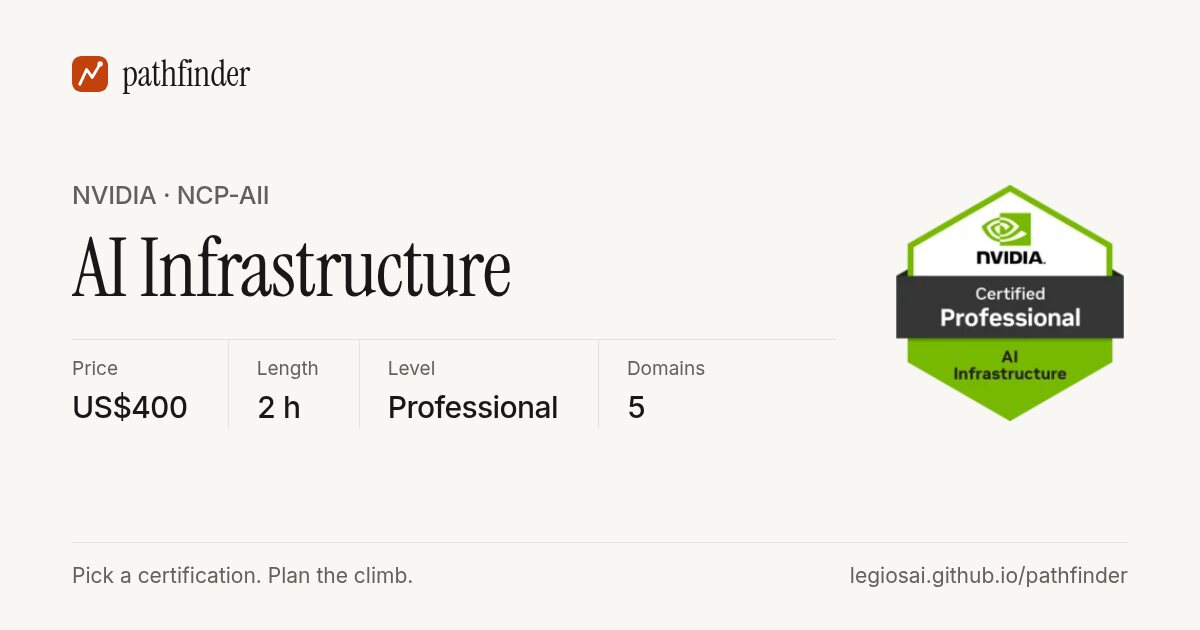 pathfinder
NVIDIA · NCP-AII
AI Infrastructure
Price
US$400
Length
2 h
Level
Professional
Domains
5
NVIDIA.
Certified
Professional
AI
Infrastructure
Pick a certification. Plan the climb.
legiosai.github.io/pathfinder